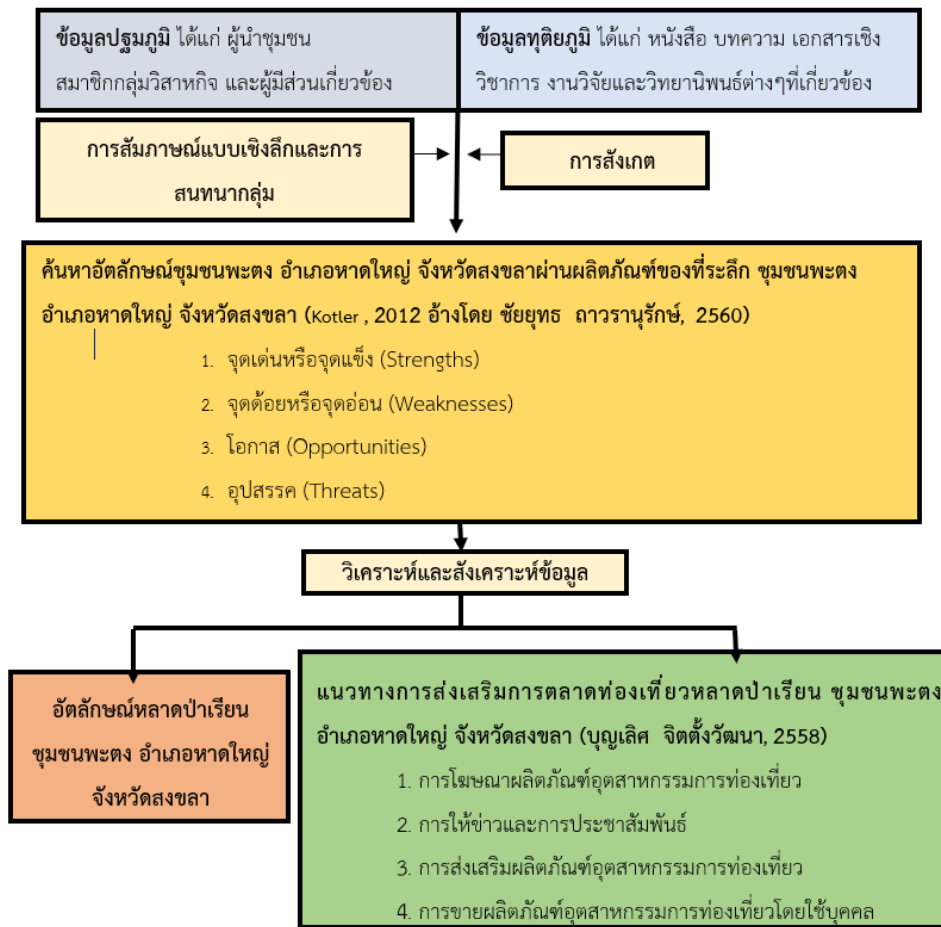 ข้อมูลปฐมภูมิ ได้แก่ ผู้นำชุมชน
สมาชิกกลุ่มวิสาหกิจ และผู้มีส่วนเกี่ยวข้อง
ข้อมูลทุติยภูมิ ได้แก่ หนังสือ บทความ เอกสารเชิง
วิชาการ งานวิจัยและวิทยานิพนธ์ต่างๆที่เกี่ยวข้อง
การสัมภาษณ์แบบเชิงลึกและการ
สนทนากลุ่ม
การสังเกต
ค้นหาอัตลักษณ์ชุมชนพะตง อำเภอหาดใหญ่ จังหวัดสงขลาผ่านผลิตภัณฑ์ของที่ระลึก ชุมชนพะตง
อำเภอหาดใหญ่ จังหวัดสงขลา (Kotler , 2012 อ้างโดย ชัยยุทธ ถาวรานุรักษ์, 2560)
1. จุดเด่นหรือจุดแข็ง (Strengths)
2. จุดด้อยหรือจุดอ่อน (Weaknesses)
3. โอกาส (Opportunities)
4. อุปสรรค (Threats)
วิเคราะห์และสังเคราะห์ข้อมูล
อัตลักษณ์หลาดป่าเรียน
ชุมชนพะตง อำเภอหาดใหญ่
จังหวัดสงขลา
แนวทางการส่งเสริมการตลาดท่องเที่ยวหลาดป่าเรียน ชุมชนพะตง
อำเภอหาดใหญ่ จังหวัดสงขลา (บุญเลิศ จิตตั้งวัฒนา, 2558)
1. การโฆษณาผลิตภัณฑ์อุตสาหกรรมการท่องเที่ยว
2. การให้ข่าวและการประชาสัมพันธ์
3. การส่งเสริมผลิตภัณฑ์อุตสาหกรรมการท่องเที่ยว
4. การขายผลิตภัณฑ์อุตสาหกรรมการท่องเที่ยวโดยใช้บุคคล